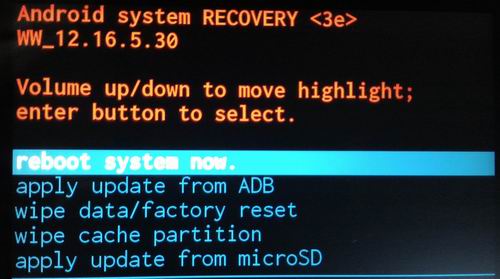 Android system RECOVERY <3e>
WW_12.16.5.30
Volume up/down to move highlight;
enter button to select.
reboot system now.
apply update from ADB
wipe data/factory reset
wipe cache partition
apply update from microSD